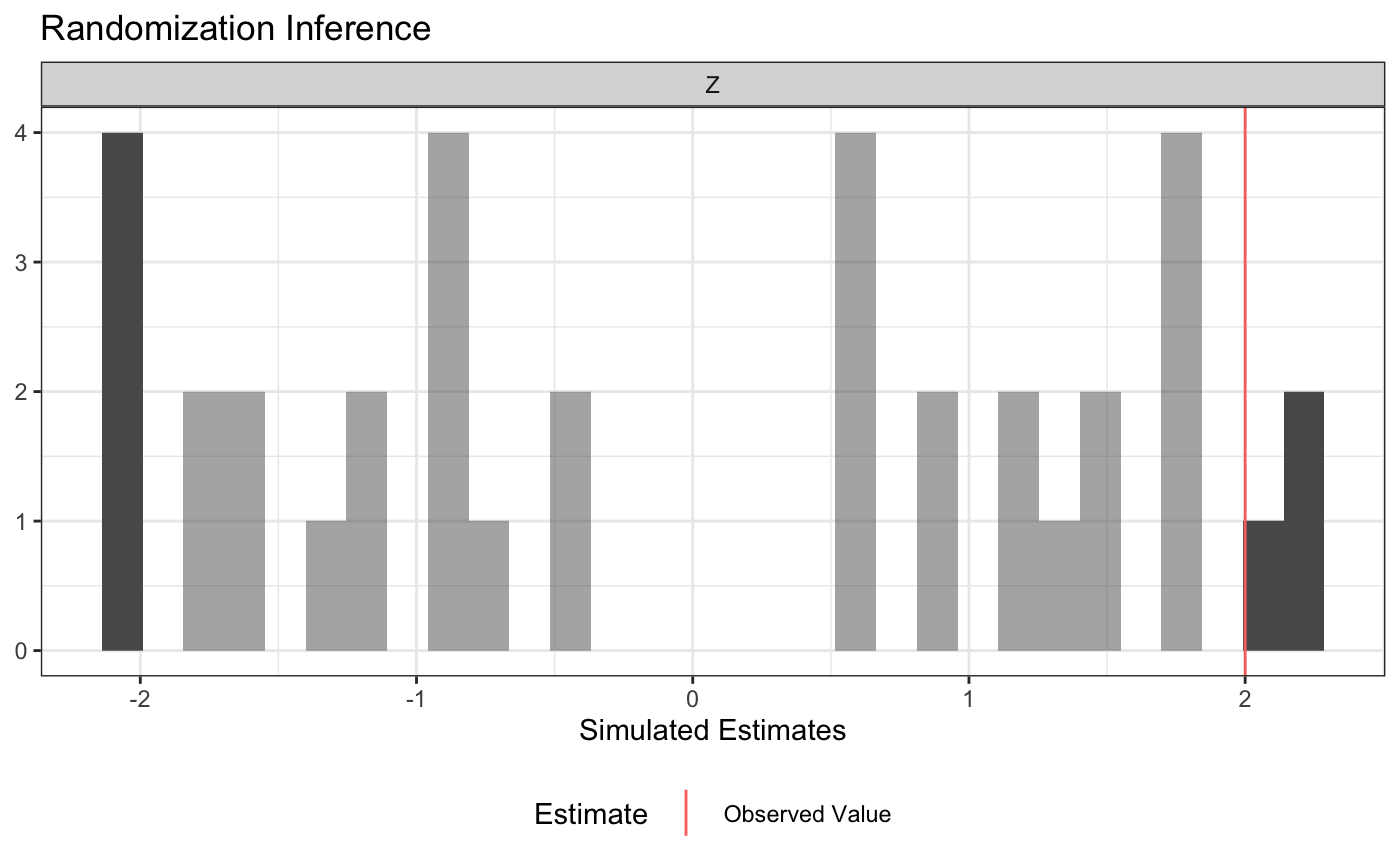 Randomization Inference
Z
4
3
2
1
0
-2 -1 0 1 2
Simulated Estimates
Estimate Observed Value